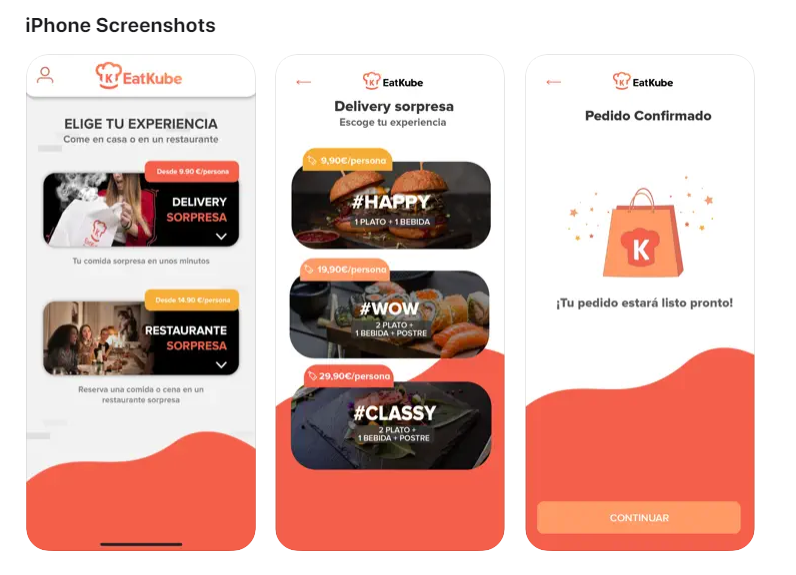 iPhone Screenshots
K EatKube
ELIGE TU EXPERIENCIA
Come en casa o en un restaurante
Desde 9.90 €/persona
DELIVERY
SORPRESA
Tu comida sorpresa en unos minutos
Desde 14.90 €/persona
RESTAURANTE
SORPRESA
Reserva una comida o cena en un
restaurante sorpresa
K EatKube
Delivery sorpresa
Escoge tu experiencia
9,90€/persona
#HAPPY
1 PLATO + 1 BEBIDA
19,90€/persona
#WOW
2 PLATO +
1 BEBIDA + POSTRE
29,90€/persona
#CLASSY
2 PLATO +
1 BEBIDA + POSTRE
K EatKube
Pedido Confirmado
K
¡Tu pedido estará listo pronto!
CONTINUAR